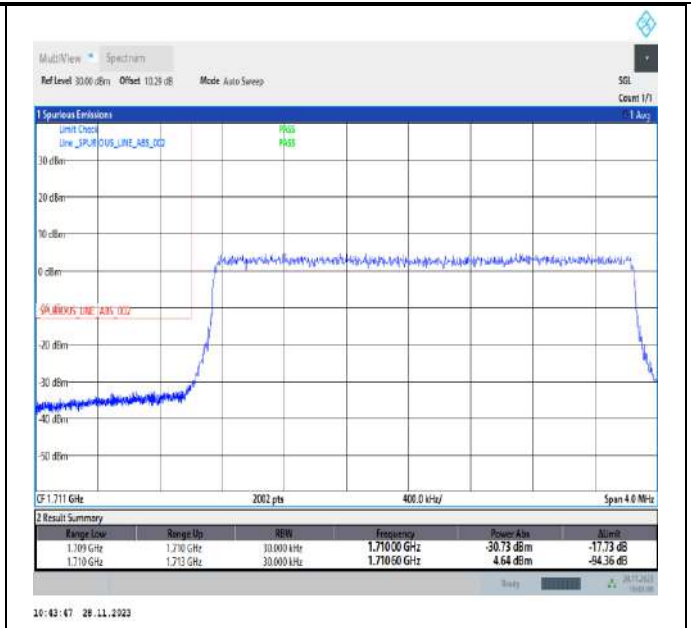 MultiView Spectrum
Ref Level 30.00 dBm Offset 10.29 dB Mode Auto Sweep SGL
Count 1/1
1 Spurious Emissions 1 Avg
Limit Check PASS
Line _SPURIOUS_LINE_ABS_002 PASS
30 dBm
20 dBm
10 dBm
0 dBm
SPURIOUS_LINE_ABS_002
-20 dBm
-30 dBm
-40 dBm
-50 dBm
CF 1.711 GHz 2002 pts 400.0 kHz/ Span 4.0 MHz
2 Result Summary
Range Low Range Up RBW Frequency Power Abs ΔLimit
1.709 GHz 1.710 GHz 30.000 kHz 1.71000 GHz -30.73 dBm -17.73 dB
1.710 GHz 1.713 GHz 30.000 kHz 1.71060 GHz 4.64 dBm -94.36 dB
Ready 28.11.2023
10:43:47 28.11.2023